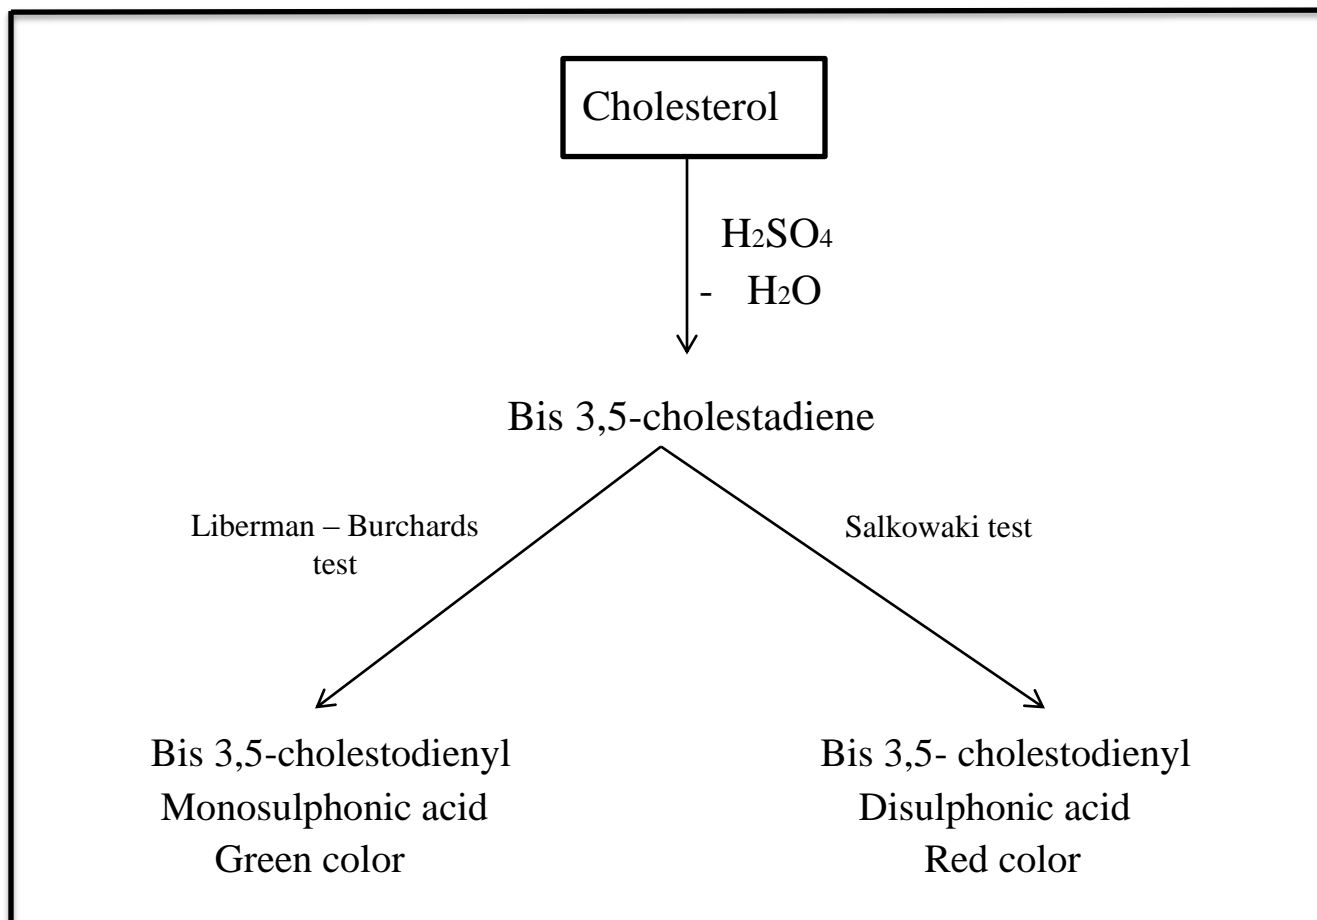 Cholesterol
H₂SO₄
- H₂O
Bis 3,5-cholestadiene
Liberman – Burchards
test
Salkowaki test
Bis 3,5-cholestodienyl
Monosulphonic acid
Green color
Bis 3,5- cholestodienyl
Disulphonic acid
Red color